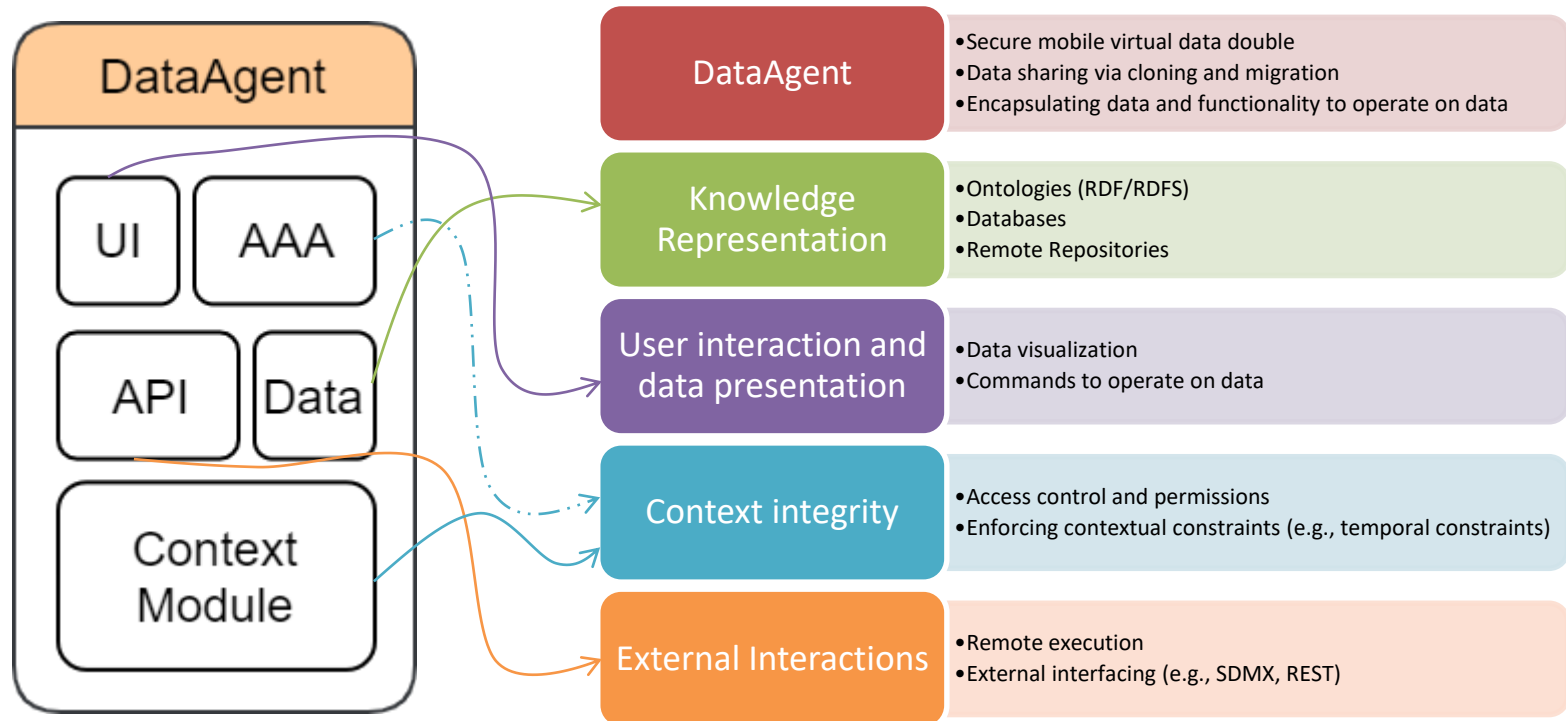 DataAgent
UI
AAA
API
Data
Context
Module
DataAgent
•Secure mobile virtual data double
•Data sharing via cloning and migration
•Encapsulating data and functionality to operate on data
Knowledge
Representation
•Ontologies (RDF/RDFS)
•Databases
•Remote Repositories
User interaction and
data presentation
•Data visualization
•Commands to operate on data
Context integrity
•Access control and permissions
•Enforcing contextual constraints (e.g., temporal constraints)
External Interactions
•Remote execution
•External interfacing (e.g., SDMX, REST)